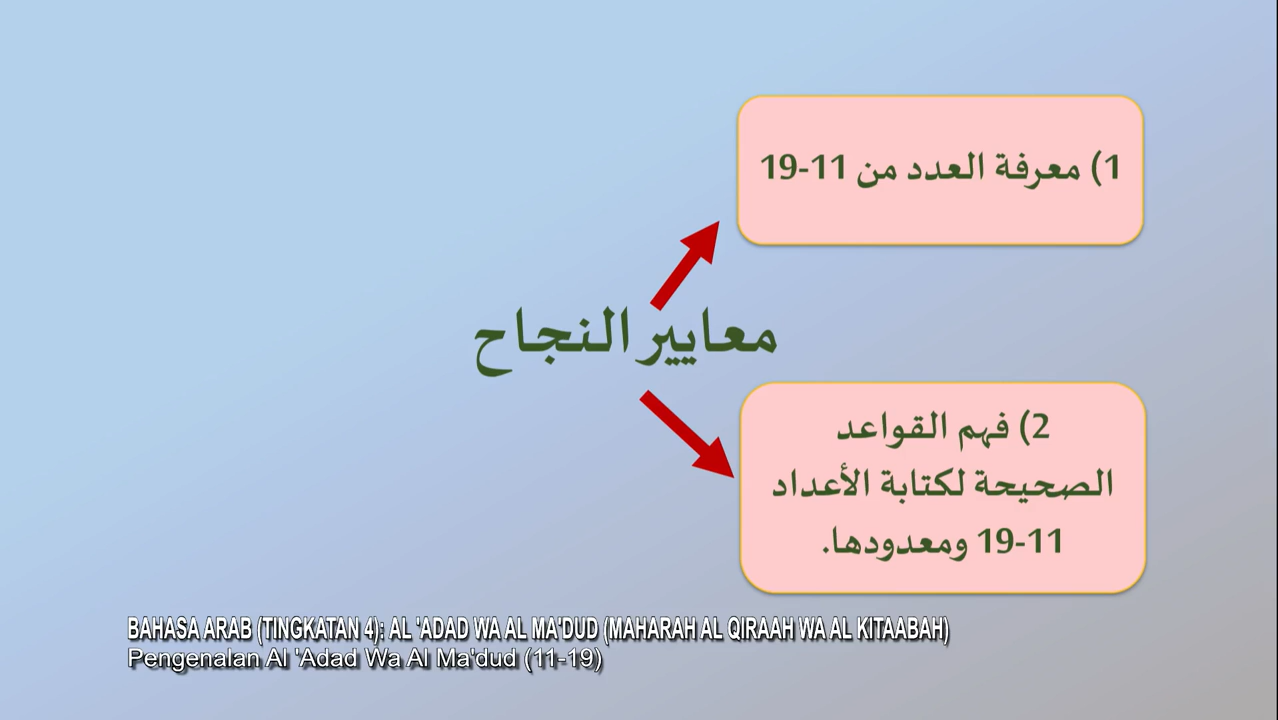 1) معرفة العدد من 11-19
معايير النجاح
2) فهم القواعد
الصحيحة لكتابة الأعداد
11-19 ومعدودها.
BAHASA ARAB (TINGKATAN 4): AL 'ADAD WA AL MA'DUD (MAHARAH AL QIRAAH WA AL KITAABAH)
Pengenalan Al 'Adad Wa Al Ma'dud (11-19)